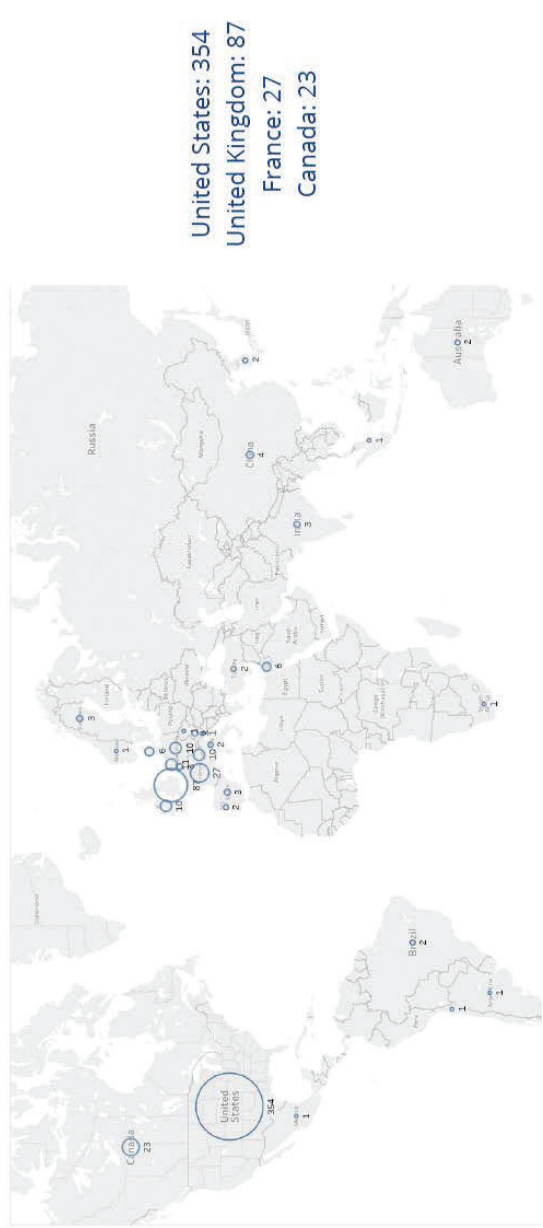 United States: 354
United Kingdom: 87
France: 27
Canada: 23
Russia
Canada
23
United
States
354
1
Brazil
2
Peru
1
1
Finland
3
1
6
10
87
11
10
27
10
2
3
1
2
Ukraine
Poland
2
6
Algeria
Libya
Egypt
Sudan
Saudi
Arabia
Iraq
Iran
Kazakhstan
Mongolia
China
4
India
3
2
1
Australia
2
1